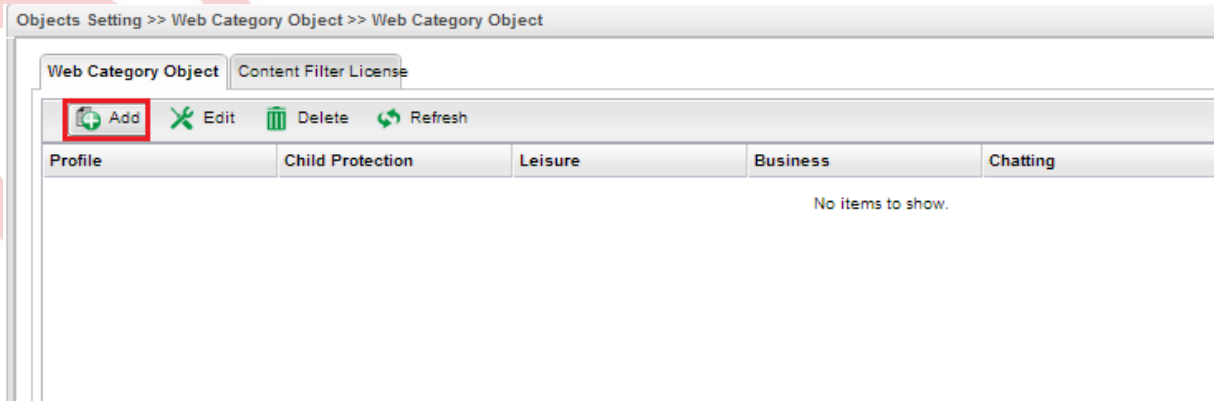 Objects Setting >> Web Category Object >> Web Category Object
Web Category Object Content Filter License
Add Edit Delete Refresh
Profile Child Protection Leisure Business Chatting
No items to show.